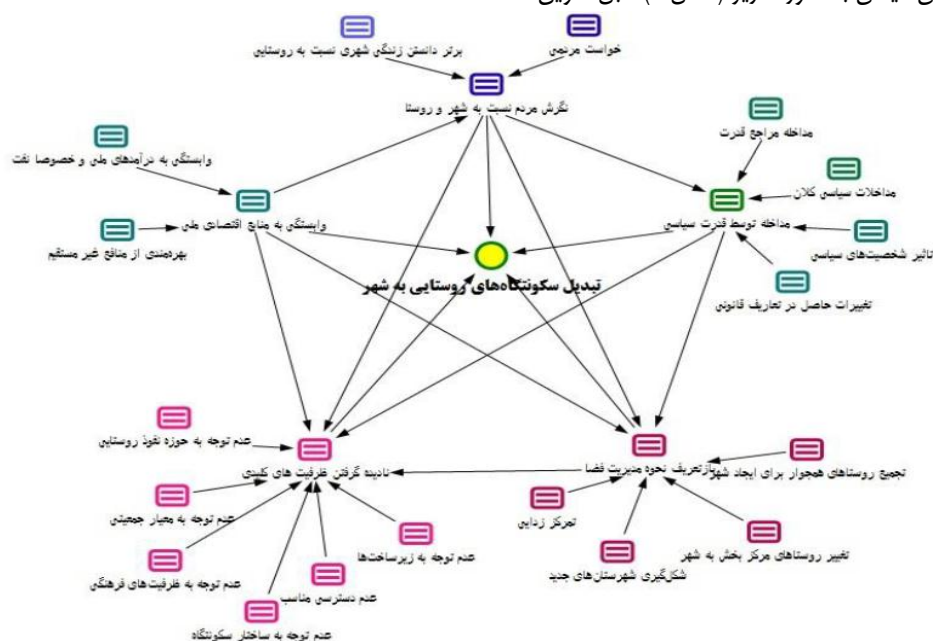 برتر دانستن زندگی شهری نسبت به روستایی
خواست مردمی
نگرش مردم نسبت به شهر و روستا
مداخله مراجع قدرت
وابستگی به درآمدهای ملی و خصوصا نفت
مداخلات سیاسی کلان
وابستگی به منابع اقتصادی ملی
مداخله توسط قدرت سیاسی
بهره‌مندی از منافع غیر مستقیم
تاثیر شخصیت‌های سیاسی
تبدیل سکونتگاه‌های روستایی به شهر
تغییرات حاصل در تعاریف قانونی
عدم توجه به حوزه نفوذ روستایی
نادیده گرفتن ظرفیت های کلیدی
بازتعریف نحوه مدیریت فضا
تجمیع روستاهای همجوار برای ایجاد شهر
عدم توجه به معیار جمعیتی
تمرکز زدایی
عدم توجه به زیرساخت‌ها
تغییر روستاهای مرکز بخش به شهر
عدم توجه به ظرفیت‌های فرهنگی
شکل‌گیری شهرستان‌های جدید
عدم دسترسی مناسب
عدم توجه به ساختار سکونتگاه